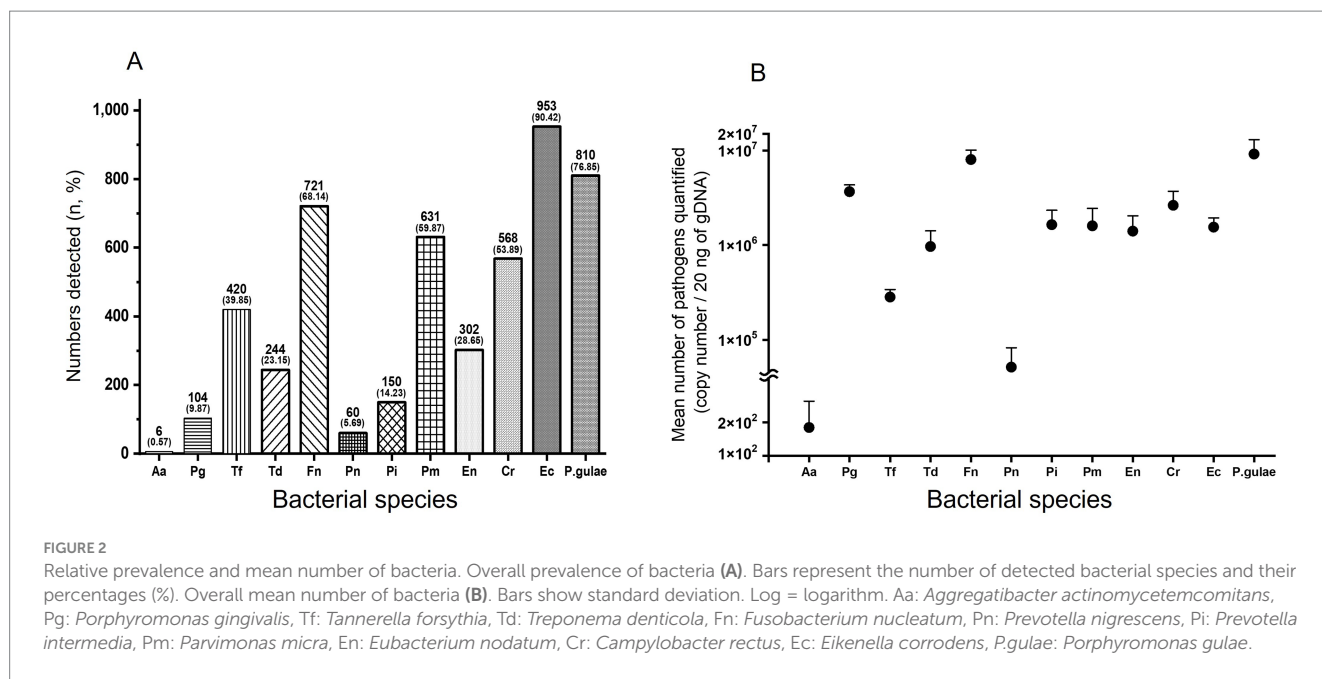 A
Numbers detected (n, %)
1,000
800
600
400
200
0
6
(0.57)
104
(9.87)
420
(39.85)
244
(23.15)
721
(68.14)
60
(5.69)
150
(14.23)
631
(59.87)
302
(28.65)
568
(53.89)
953
(90.42)
810
(76.85)
Aa Pg Tf Td Fn Pn Pi Pm En Cr Ec P.gulae
Bacterial species
B
Mean number of pathogens quantified
(copy number / 20 ng of gDNA)
2×10⁷
1×10⁷
1×10⁶
1×10⁵
2×10²
1×10²
Aa Pg Tf Td Fn Pn Pi Pm En Cr Ec P.gulae
Bacterial species
FIGURE 2
Relative prevalence and mean number of bacteria. Overall prevalence of bacteria (A). Bars represent the number of detected bacterial species and their
percentages (%). Overall mean number of bacteria (B). Bars show standard deviation. Log = logarithm. Aa: Aggregatibacter actinomycetemcomitans,
Pg: Porphyromonas gingivalis, Tf: Tannerella forsythia, Td: Treponema denticola, Fn: Fusobacterium nucleatum, Pn: Prevotella nigrescens, Pi: Prevotella
intermedia, Pm: Parvimonas micra, En: Eubacterium nodatum, Cr: Campylobacter rectus, Ec: Eikenella corrodens, P.gulae: Porphyromonas gulae.